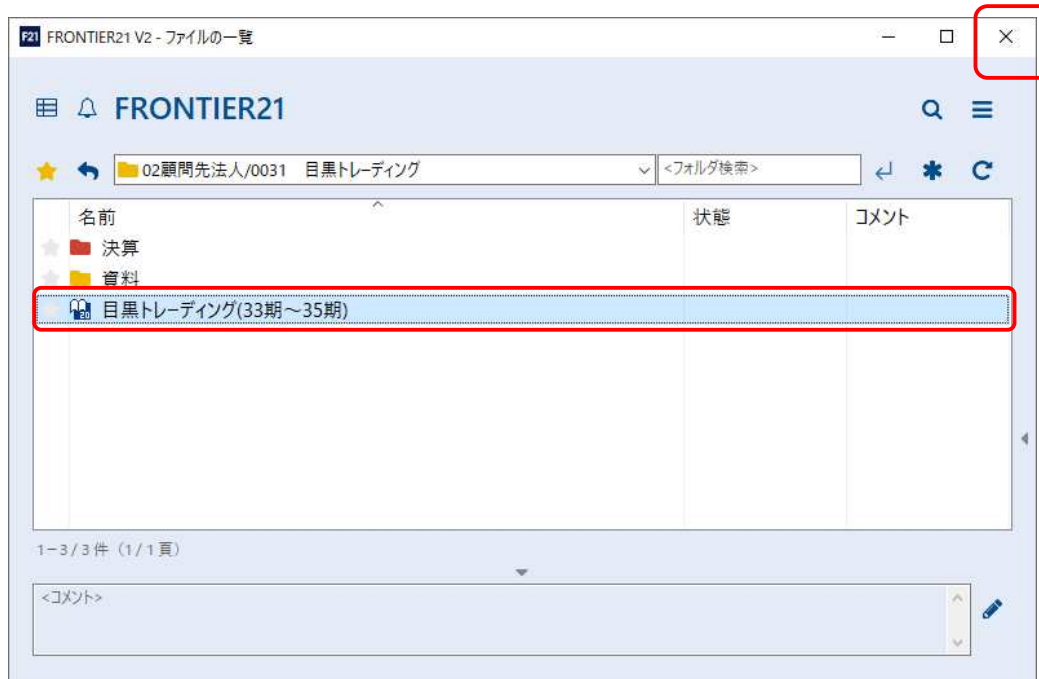 F21 FRONTIER21 V2 - ファイルの一覧
FRONTIER21
02顧問先法人/0031　目黒トレーディング <フォルダ検索>
名前 状態 コメント
決算
資料
目黒トレーディング(33期～35期)
1-3/3件（1/1頁）
<コメント>